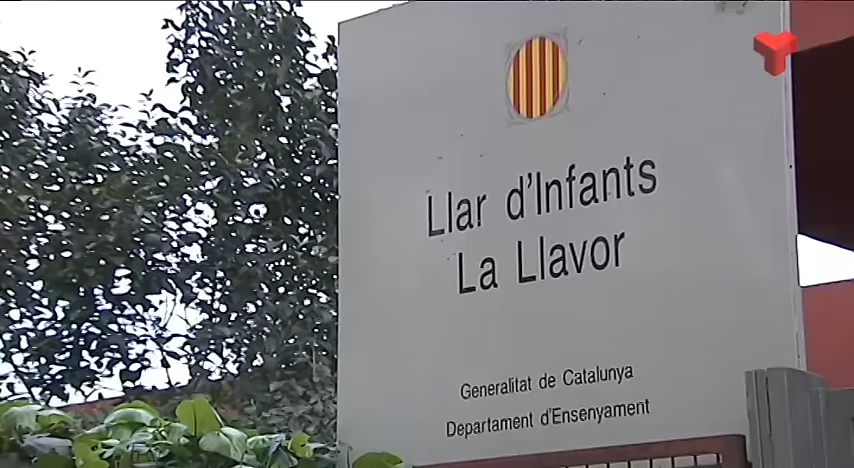 Llar d'Infants
La Llavor
Generalitat de Catalunya
Departament d'Ensenyament